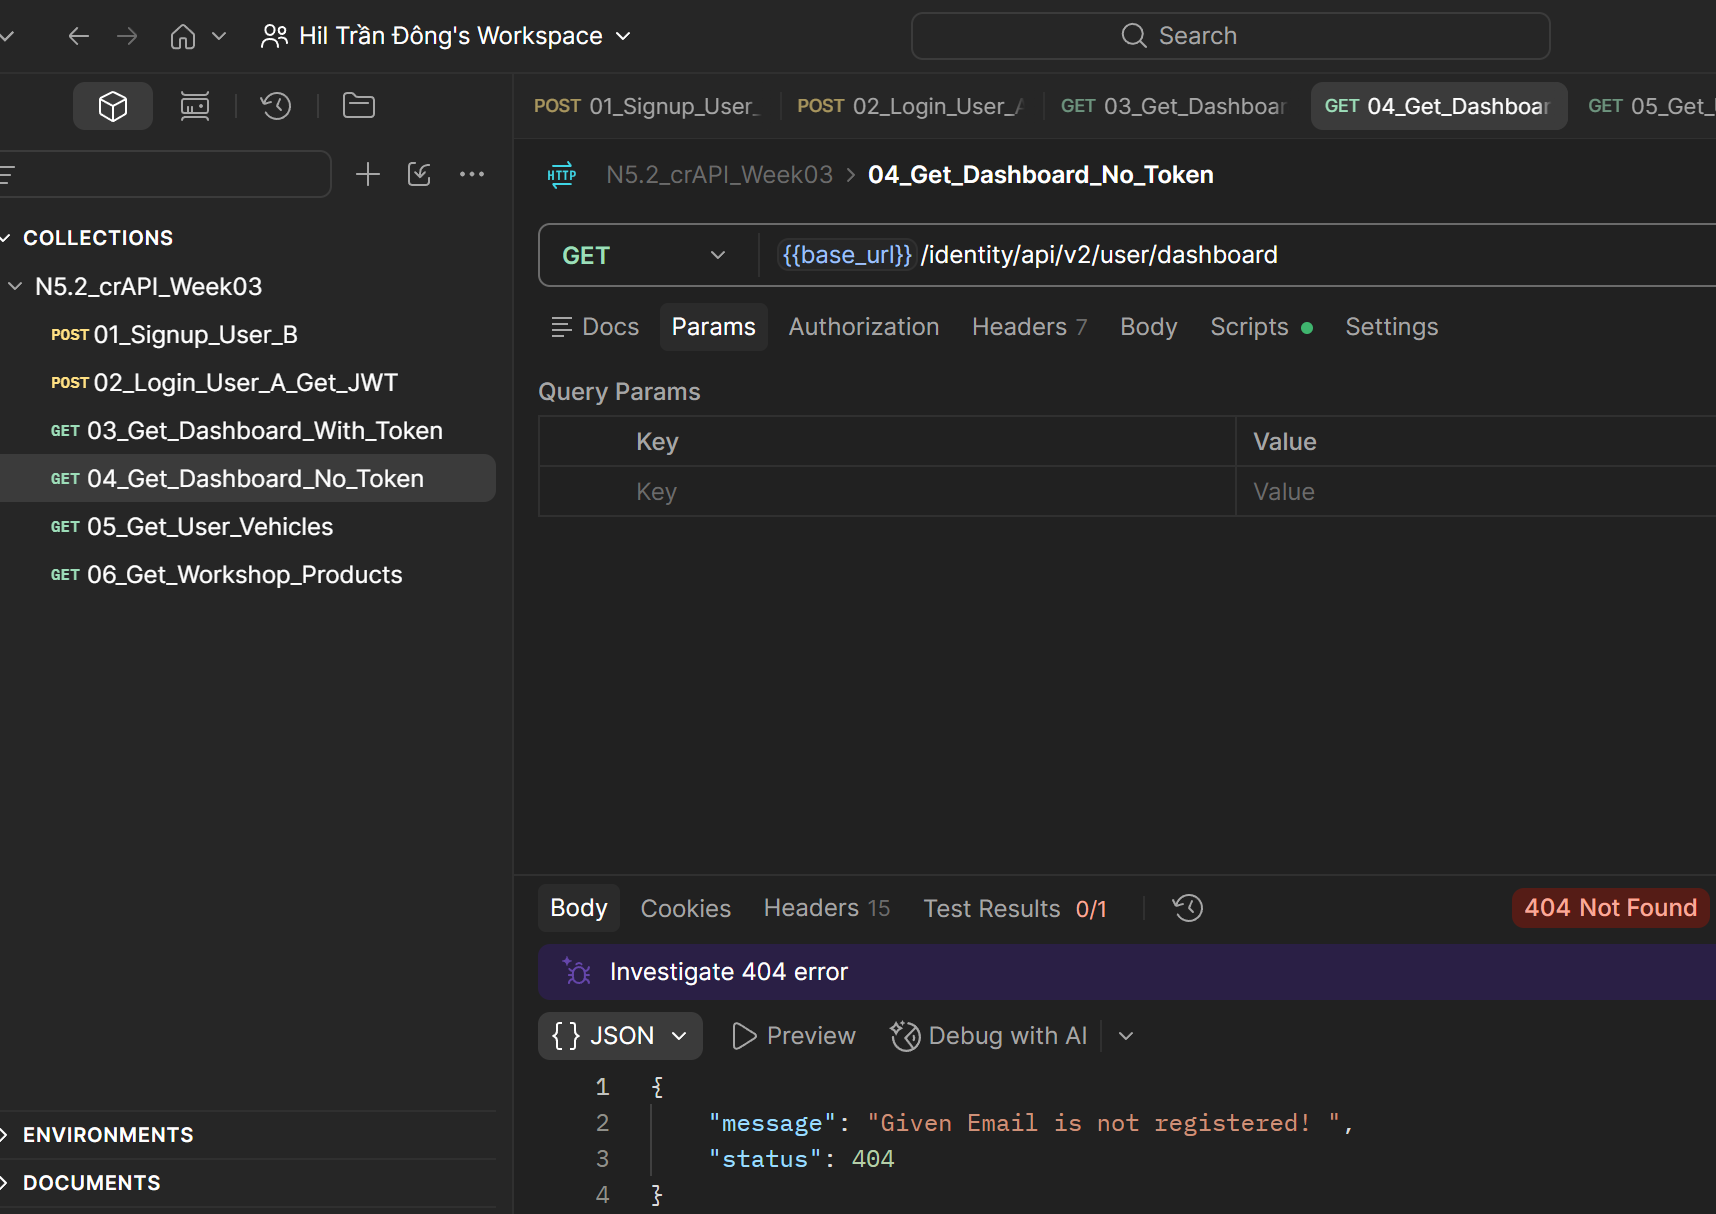 Hil Trần Đông's Workspace
Search
COLLECTIONS
N5.2_crAPI_Week03
POST 01_Signup_User_B
POST 02_Login_User_A_Get_JWT
GET 03_Get_Dashboard_With_Token
GET 04_Get_Dashboard_No_Token
GET 05_Get_User_Vehicles
GET 06_Get_Workshop_Products
ENVIRONMENTS
DOCUMENTS
POST 01_Signup_User_
POST 02_Login_User_A
GET 03_Get_Dashboar
GET 04_Get_Dashboar
GET 05_Get_
HTTP N5.2_crAPI_Week03 > 04_Get_Dashboard_No_Token
GET {{base_url}}/identity/api/v2/user/dashboard
Docs Params Authorization Headers 7 Body Scripts Settings
Query Params
Key Value
Key Value
Body Cookies Headers 15 Test Results 0/1 404 Not Found
Investigate 404 error
{} JSON Preview Debug with AI
1 {
2 "message": "Given Email is not registered! ",
3 "status": 404
4 }